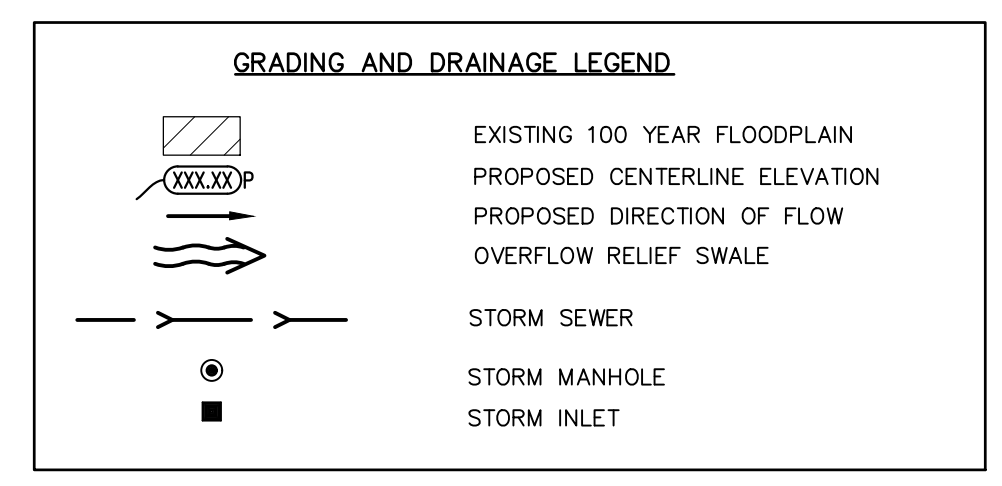 GRADING AND DRAINAGE LEGEND
EXISTING 100 YEAR FLOODPLAIN
XXX.XX P PROPOSED CENTERLINE ELEVATION
PROPOSED DIRECTION OF FLOW
OVERFLOW RELIEF SWALE
STORM SEWER
STORM MANHOLE
STORM INLET